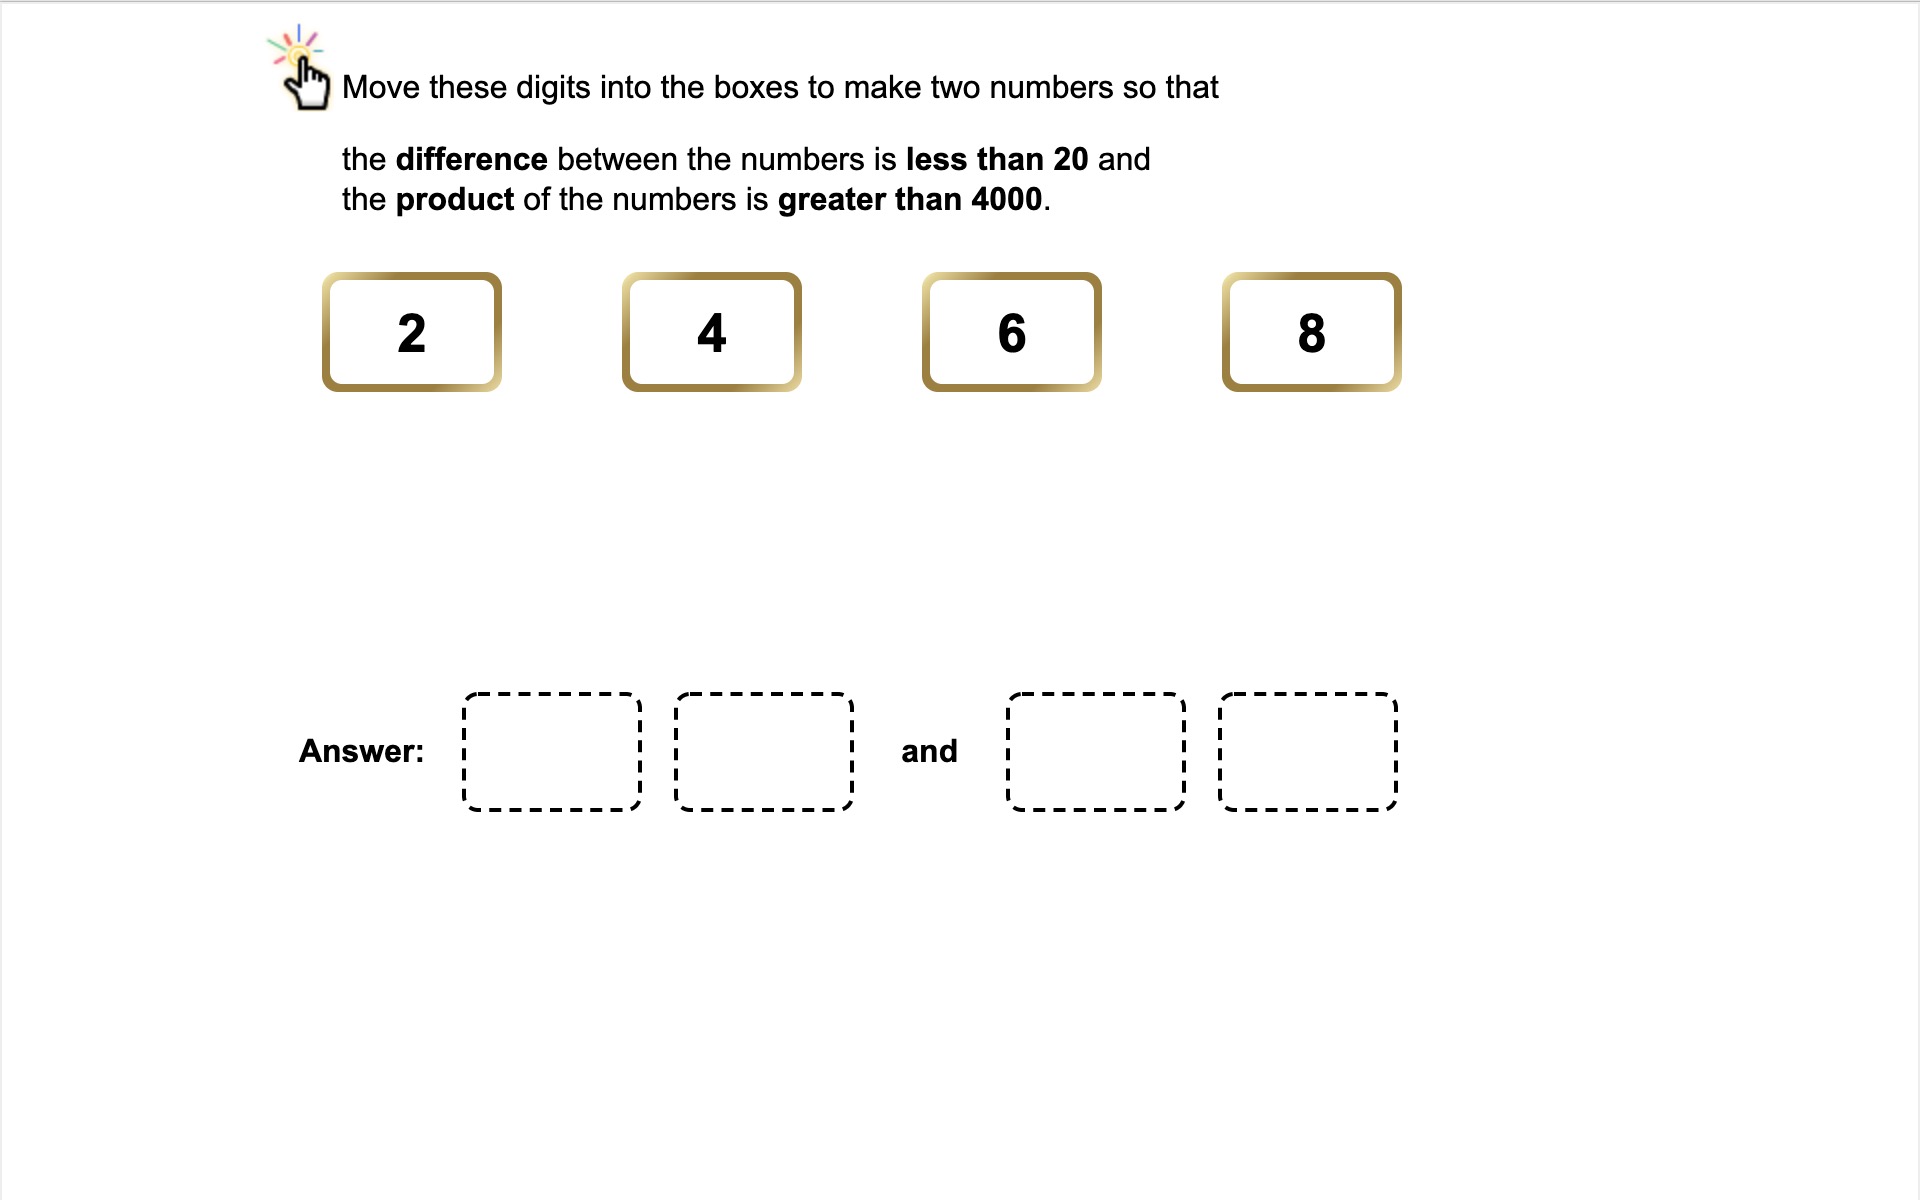 Move these digits into the boxes to make two numbers so that
the difference between the numbers is less than 20 and
the product of the numbers is greater than 4000.
2 4 6 8
Answer: and